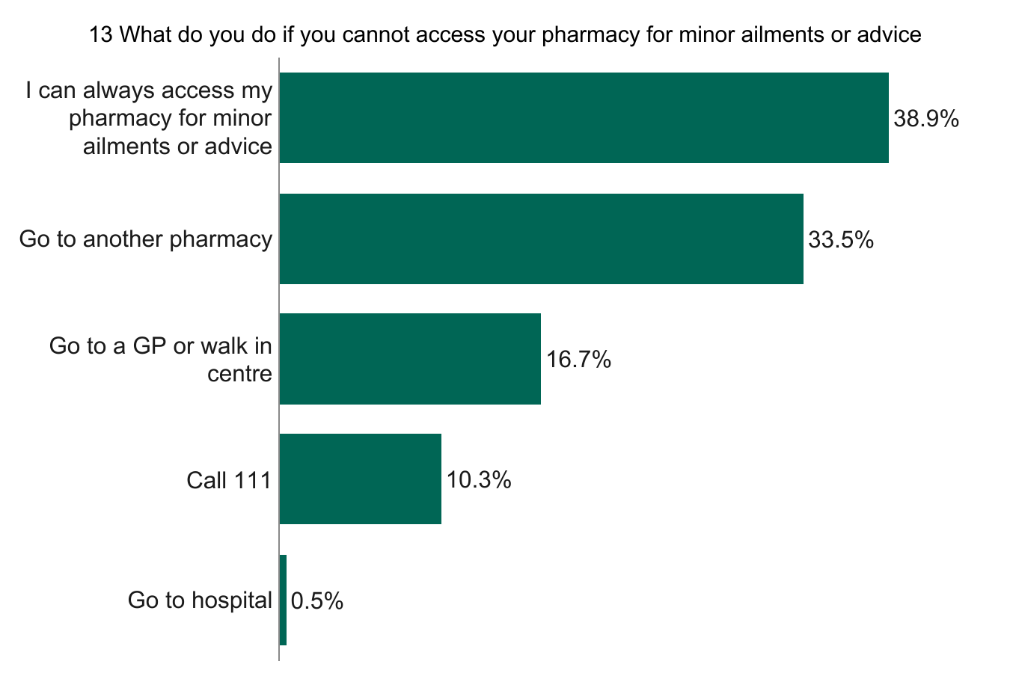 13 What do you do if you cannot access your pharmacy for minor ailments or advice
I can always access my
pharmacy for minor
ailments or advice
38.9%
Go to another pharmacy
33.5%
Go to a GP or walk in
centre
16.7%
Call 111
10.3%
Go to hospital
0.5%